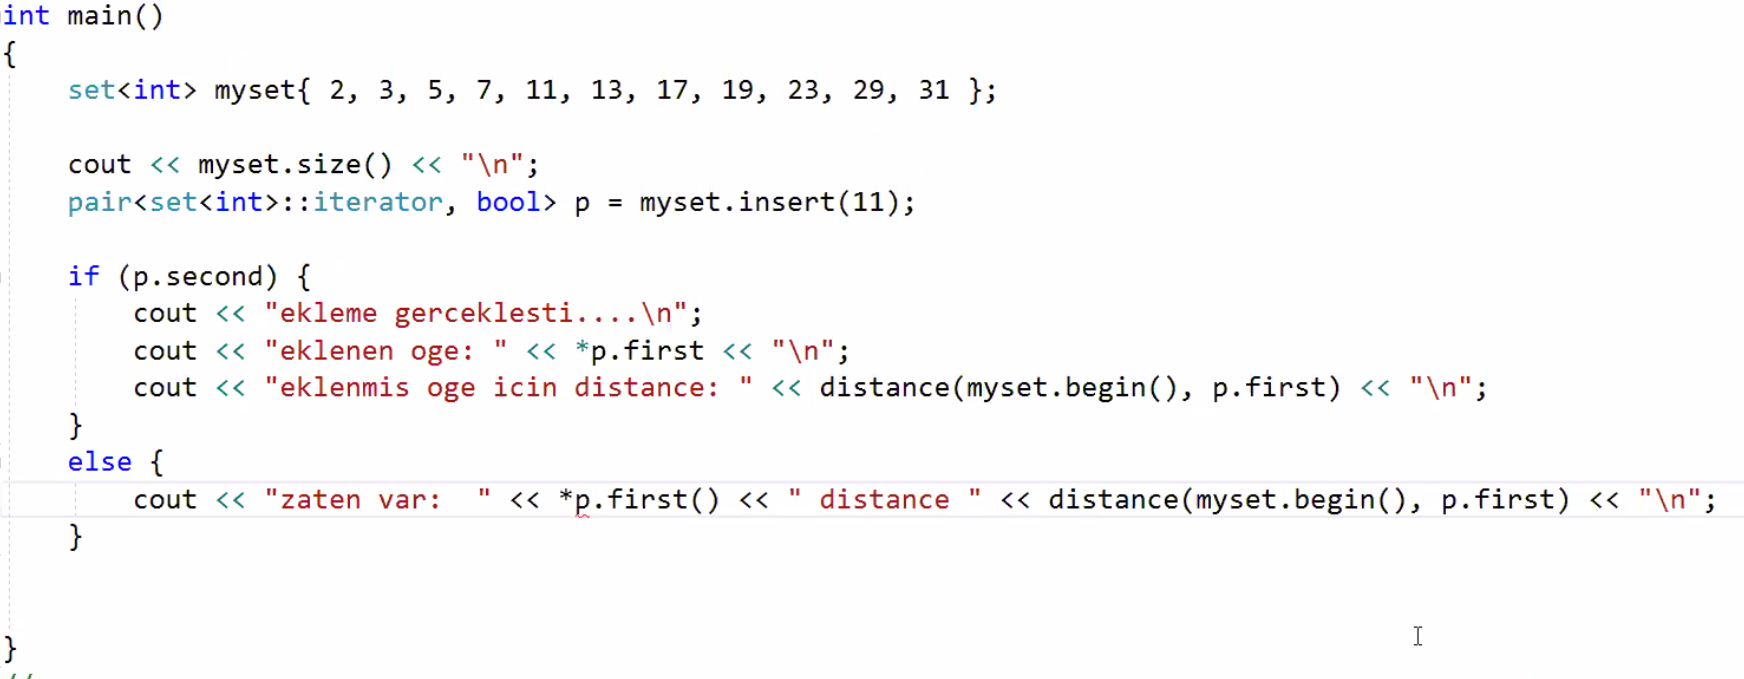 int main()
{
    set<int> myset{ 2, 3, 5, 7, 11, 13, 17, 19, 23, 29, 31 };

    cout << myset.size() << "\n";
    pair<set<int>::iterator, bool> p = myset.insert(11);

    if (p.second) {
        cout << "ekleme gerceklesti....\n";
        cout << "eklenen oge: " << *p.first << "\n";
        cout << "eklenmis oge icin distance: " << distance(myset.begin(), p.first) << "\n";
    }
    else {
        cout << "zaten var:  " << *p.first() << " distance " << distance(myset.begin(), p.first) << "\n";
    }

}
//